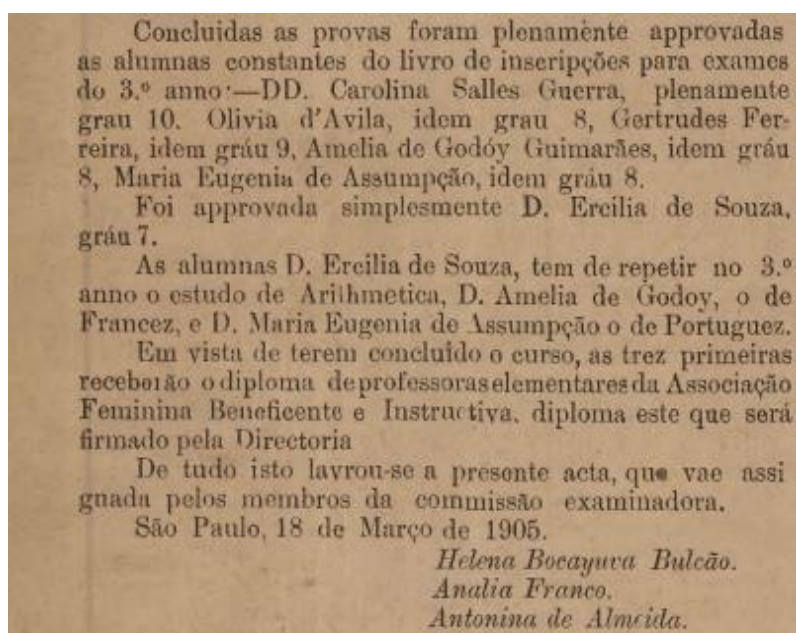 Concluidas as provas foram plenamènte approvadas
as alumnas constantes do livro de inscripções para exames
do 3.º anno:—DD. Carolina Salles Guerra, plenamente
grau 10. Olivia d'Avila, idem grau 8, Gertrudes Fer-
reira, idem gráu 9, Amelia de Godóy Guimarães, idem gráu
8, Maria Eugenia de Assumpção, idem gráu 8.
Foi approvada simplesmente D. Ercilia de Souza,
gráu 7.
As alumnas D. Ercilia de Souza, tem de repetir no 3.º
anno o estudo de Arithmetica, D. Amelia de Godoy, o de
Francez, e D. Maria Eugenia de Assumpção o de Portuguez.
Em vista de terem concluido o curso, as trez primeiras
receberão o diploma de professoras elementares da Associação
Feminina Beneficente e Instructiva, diploma este que será
firmado pela Directoria
De tudo isto lavrou-se a presente acta, que vae assi
gnada pelos membros da commissão examinadora.
São Paulo, 18 de Março de 1905.
Helena Bocayuva Bulcão.
Analia Franco.
Antonina de Almeida.